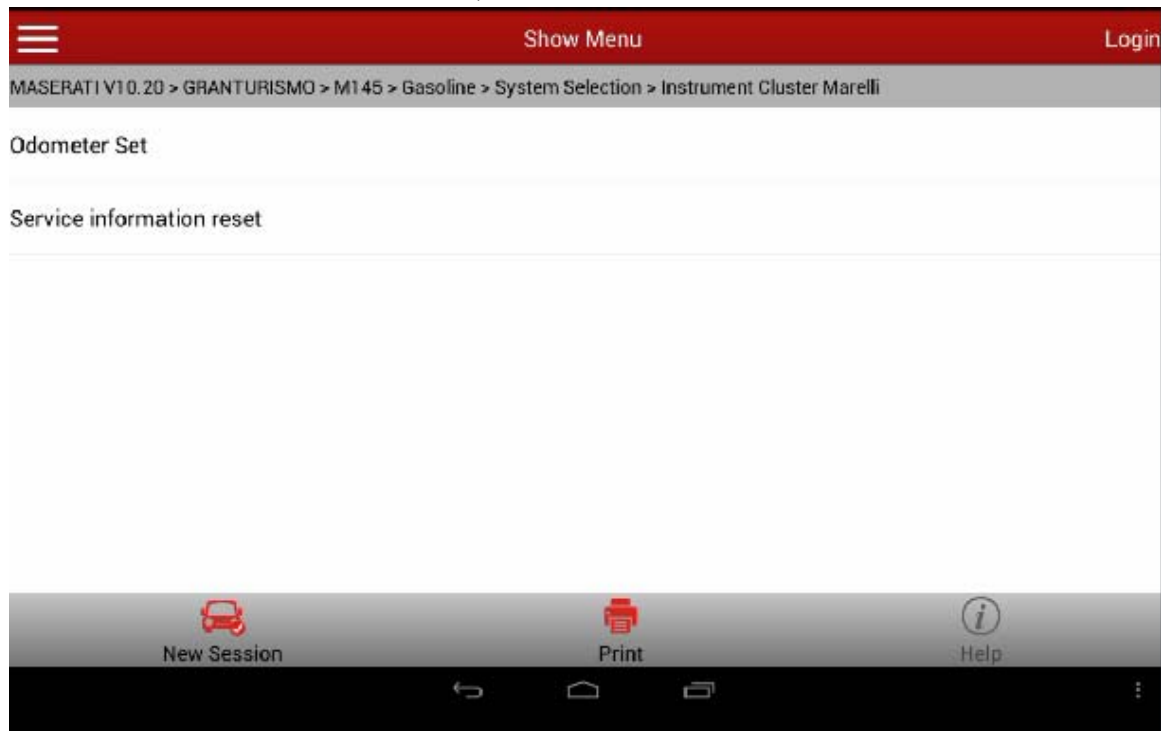 Show Menu
Login
MASERATI V10.20 > GRANTURISMO > M145 > Gasoline > System Selection > Instrument Cluster Marelli
Odometer Set
Service information reset
New Session
Print
Help